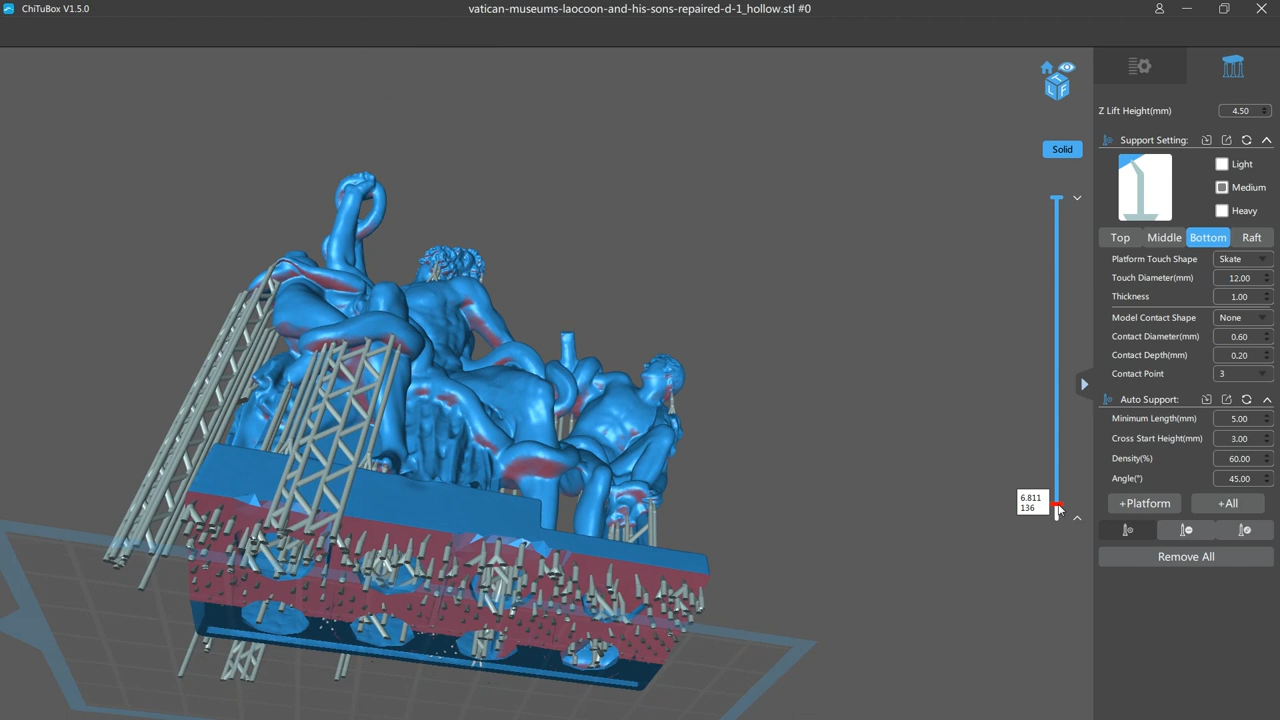 ChiTuBox V1.5.0
vatican-museums-laocoon-and-his-sons-repaired-d-1_hollow.stl #0
Z Lift Height(mm) 4.50
Support Setting:
Light
Medium
Heavy
Top Middle Bottom Raft
Platform Touch Shape Skate
Touch Diameter(mm) 12.00
Thickness 1.00
Model Contact Shape None
Contact Diameter(mm) 0.60
Contact Depth(mm) 0.20
Contact Point 3
Auto Support:
Minimum Length(mm) 5.00
Cross Start Height(mm) 3.00
Density(%) 60.00
Angle(°) 45.00
+Platform +All
Remove All
Solid
6.811
136
T
L F